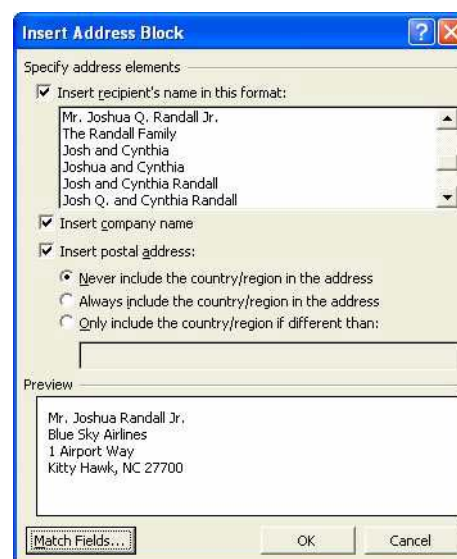 Insert Address Block
Specify address elements
Insert recipient's name in this format:
Mr. Joshua Q. Randall Jr.
The Randall Family
Josh and Cynthia
Joshua and Cynthia
Josh and Cynthia Randall
Josh Q. and Cynthia Randall
Insert company name
Insert postal address:
Never include the country/region in the address
Always include the country/region in the address
Only include the country/region if different than:
Preview
Mr. Joshua Randall Jr.
Blue Sky Airlines
1 Airport Way
Kitty Hawk, NC 27700
Match Fields... OK Cancel